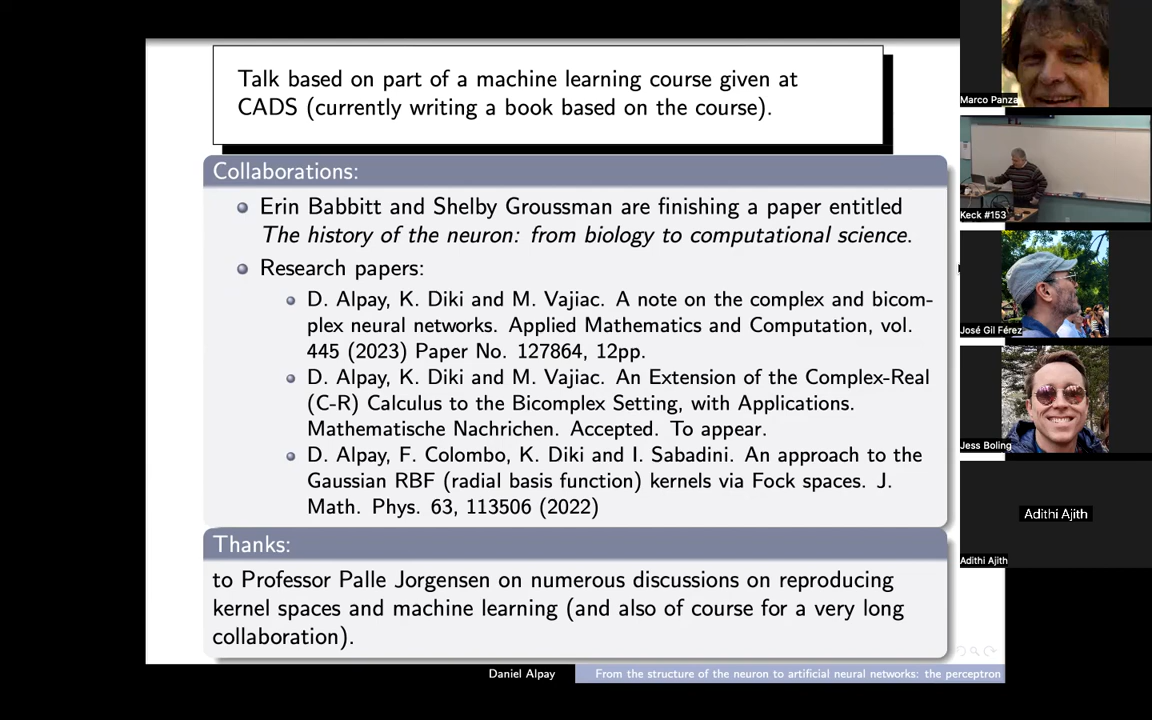 Talk based on part of a machine learning course given at
CADS (currently writing a book based on the course).
Collaborations:
Erin Babbitt and Shelby Groussman are finishing a paper entitled
The history of the neuron: from biology to computational science.
Research papers:
D. Alpay, K. Diki and M. Vajiac. A note on the complex and bicom-
plex neural networks. Applied Mathematics and Computation, vol.
445 (2023) Paper No. 127864, 12pp.
D. Alpay, K. Diki and M. Vajiac. An Extension of the Complex-Real
(C-R) Calculus to the Bicomplex Setting, with Applications.
Mathematische Nachrichen. Accepted. To appear.
D. Alpay, F. Colombo, K. Diki and I. Sabadini. An approach to the
Gaussian RBF (radial basis function) kernels via Fock spaces. J.
Math. Phys. 63, 113506 (2022)
Thanks:
to Professor Palle Jorgensen on numerous discussions on reproducing
kernel spaces and machine learning (and also of course for a very long
collaboration).
Daniel Alpay
From the structure of the neuron to artificial neural networks: the perceptron
Marco Panza
Keck #153
José Gil Férez
Jess Boling
Adithi Ajith
Adithi Ajith